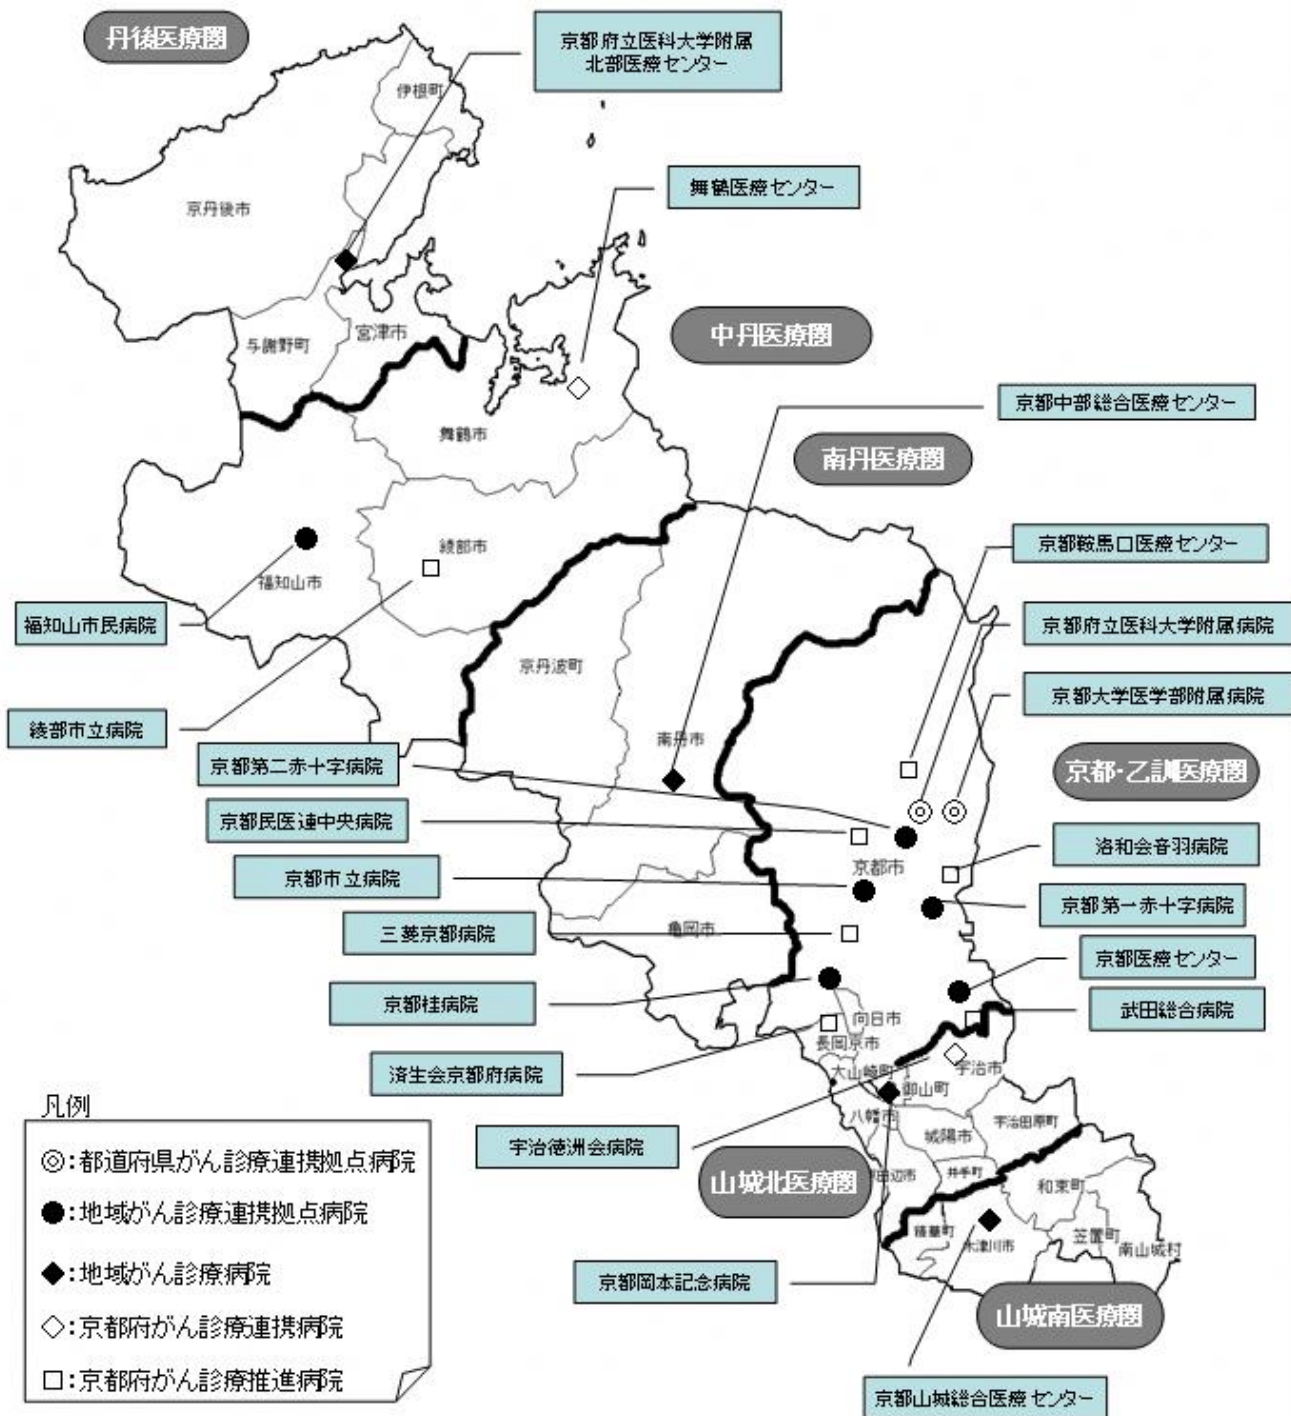 丹後医療圏
京都府立医科大学附属
北部医療センター
伊根町
舞鶴医療センター
京丹後市
中丹医療圏
宮津市
与謝野町
京都中部総合医療センター
舞鶴市
南丹医療圏
京都鞍馬口医療センター
綾部市
福知山市
福知山市民病院
京都府立医科大学附属病院
京丹波町
京都大学医学部附属病院
綾部市立病院
南丹市
京都第二赤十字病院
京都・乙訓医療圏
京都民医連中央病院
洛和会音羽病院
京都市
京都市立病院
京都第一赤十字病院
三菱京都病院
亀岡市
京都医療センター
京都桂病院
武田総合病院
向日市
長岡京市
済生会京都府病院
大山崎町
宇治市
御山町
八幡市
宇治田原町
城陽市
宇治徳洲会病院
井手町
田辺市
山城北医療圏
和束町
精華町
木津川市
笠置町
南山城村
京都岡本記念病院
山城南医療圏
京都山城総合医療センター
凡例
◎:都道府県がん診療連携拠点病院
●:地域がん診療連携拠点病院
◆:地域がん診療病院
◇:京都府がん診療連携病院
□:京都府がん診療推進病院